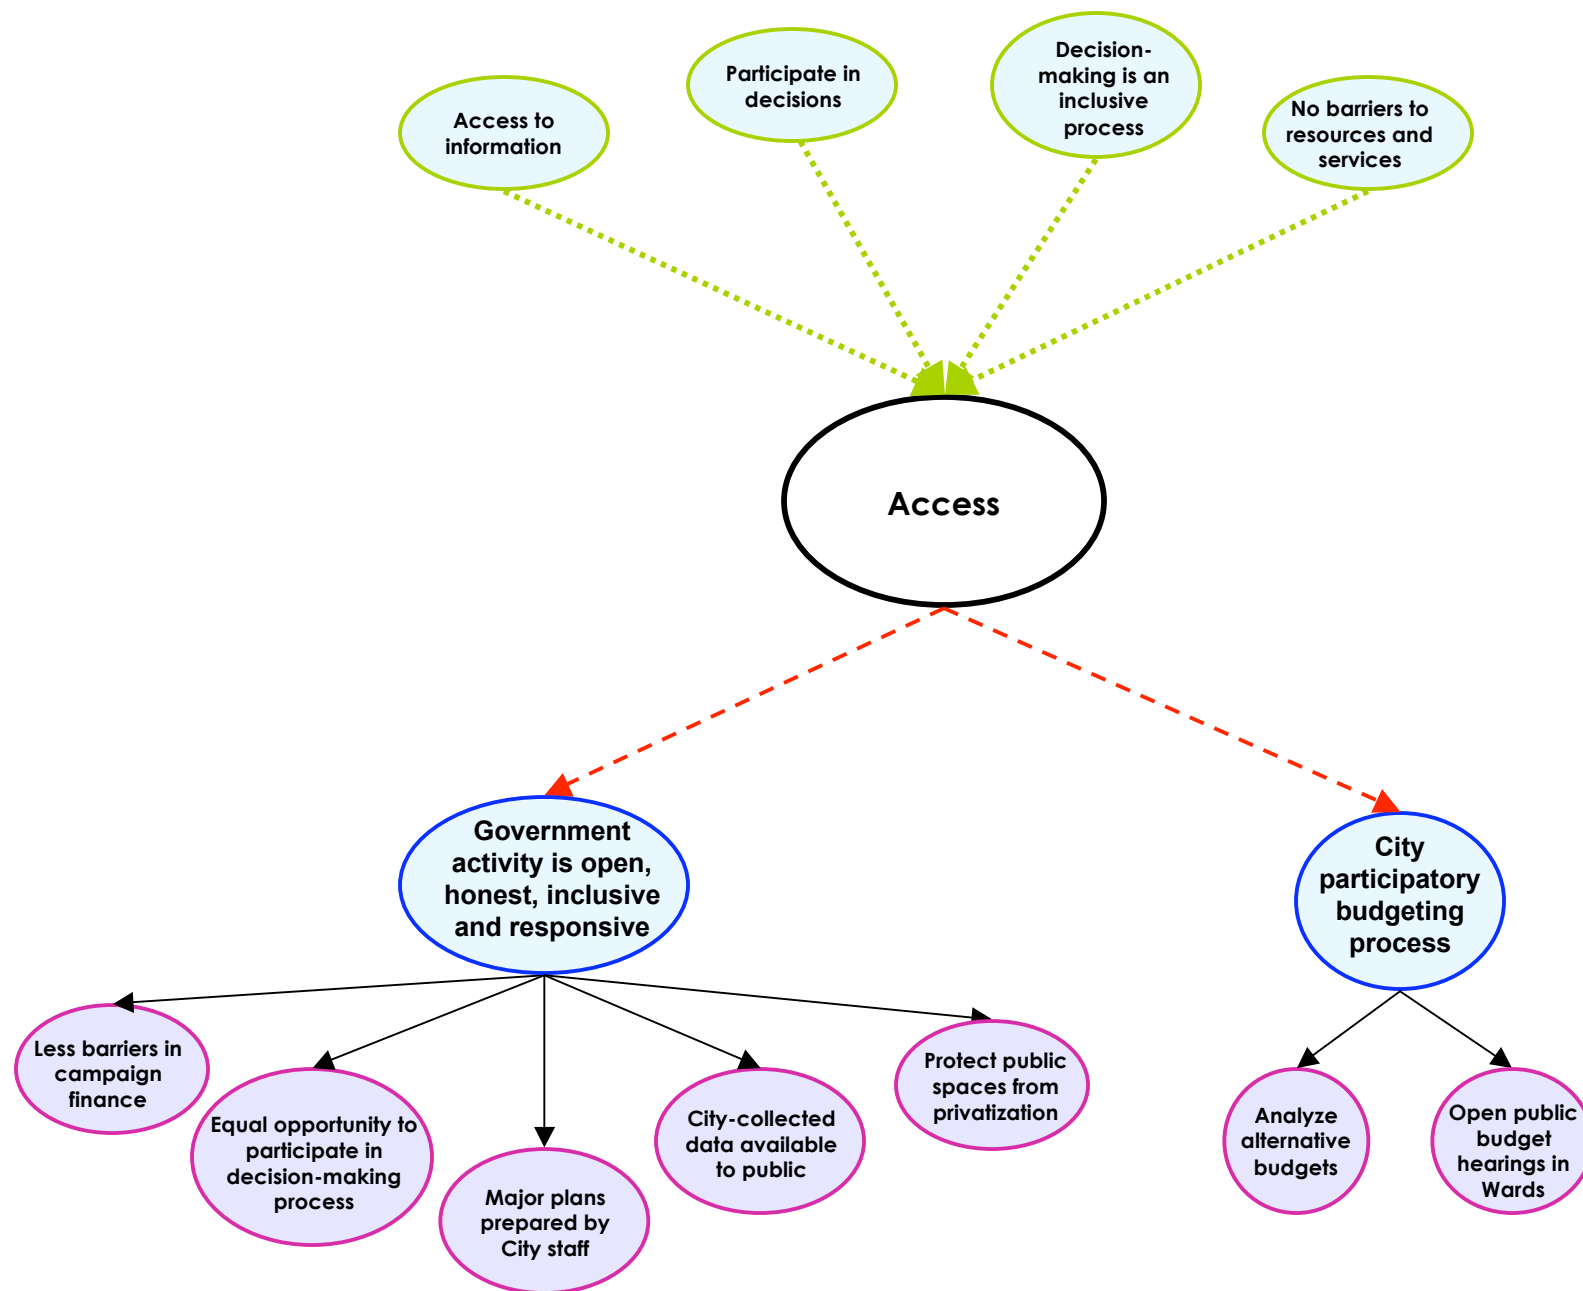 Access to
information
Participate in
decisions
Decision-
making is an
inclusive
process
No barriers to
resources and
services
Access
Government
activity is open,
honest, inclusive
and responsive
City
participatory
budgeting
process
Less barriers in
campaign
finance
Equal opportunity to
participate in
decision-making
process
Major plans
prepared by
City staff
City-collected
data available
to public
Protect public
spaces from
privatization
Analyze
alternative
budgets
Open public
budget
hearings in
Wards